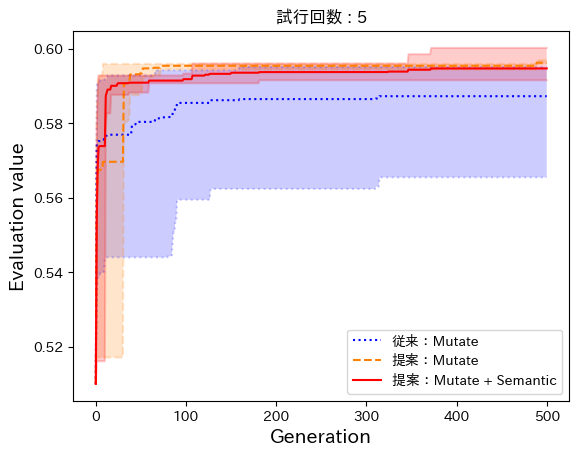 試行回数 : 5
Evaluation value
0.60
0.58
0.56
0.54
0.52
0
100
200
300
400
500
Generation
従来：Mutate
提案：Mutate
提案：Mutate + Semantic